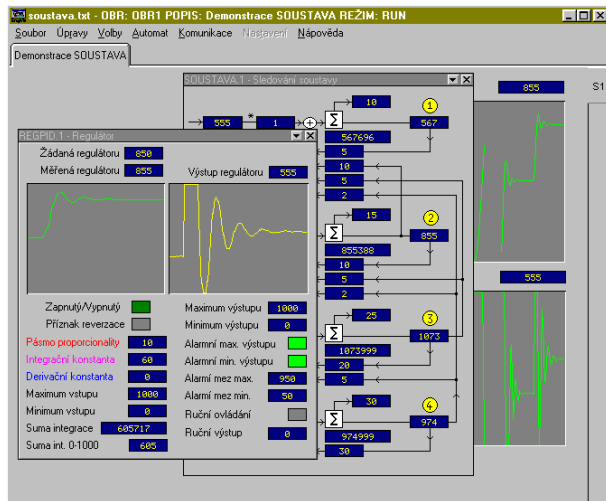 soustava.txt - OBR: OBR1 POPIS: Demonstrace SOUSTAVA REŽIM: RUN
Soubor Úpravy Volby Automat Komunikace Nastavení Nápověda
Demonstrace SOUSTAVA
SOUSTAVA.1 - Sledování soustavy
855
S1
10
1
555
*
1
+
Σ
567
567696
5
10
5
2
15
2
Σ
855
855388
10
5
2
25
3
Σ
1073
1073999
20
5
30
4
Σ
974
974999
30
555
REGPID.1 - Regulátor
Žádaná regulátoru 850
Měřená regulátoru 855
Výstup regulátoru 555
Zapnutý/Vypnutý
Příznak reverzace
Pásmo proporcionality 10
Integrační konstanta 60
Derivační konstanta 0
Maximum vstupu 1000
Minimum vstupu 0
Suma integrace 605717
Suma int. 0-1000 605
Maximum výstupu 1000
Minimum výstupu 0
Alarmní max. výstupu
Alarmní min. výstupu
Alarmí mez max. 950
Alarmí mez min. 50
Ruční ovládání
Ruční výstup 0